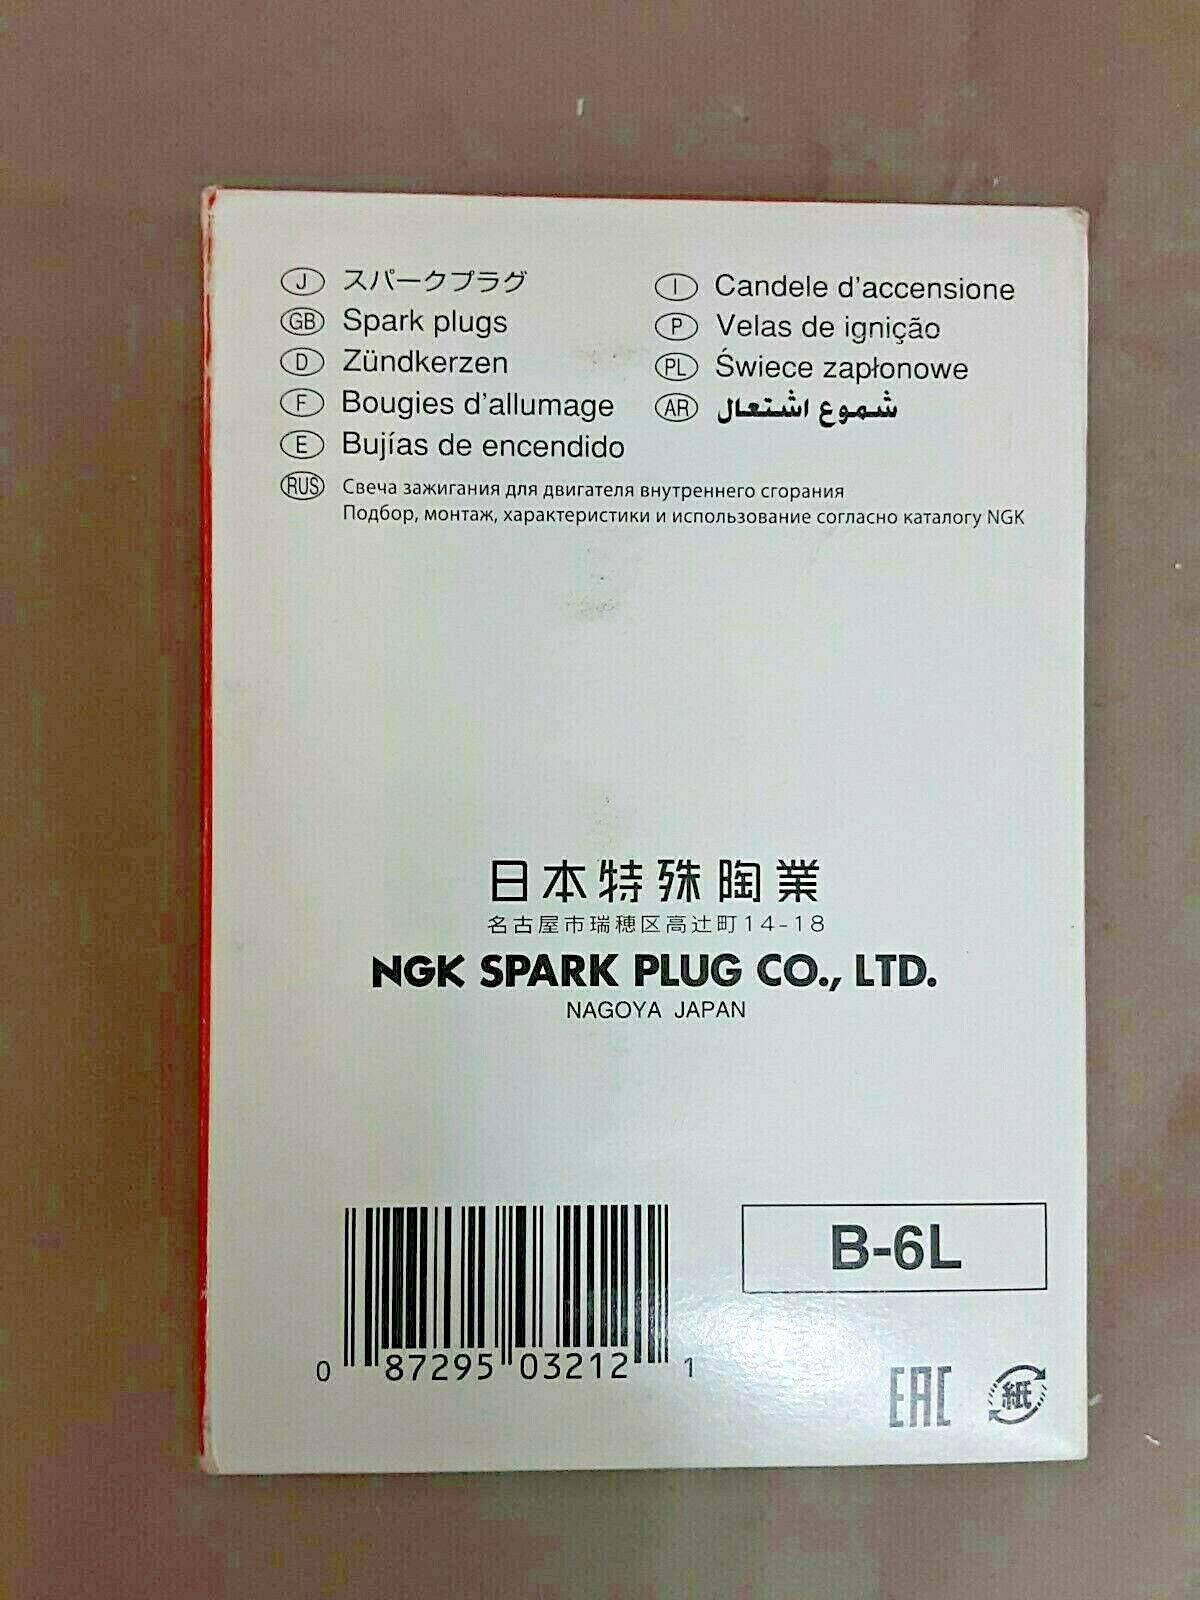 J スパークプラグ
GB Spark plugs
D Zündkerzen
F Bougies d'allumage
E Bujías de encendido
I Candele d'accensione
P Velas de ignição
PL Świece zapłonowe
AR شموع اشتعال
RUS Свеча зажигания для двигателя внутреннего сгорания
Подбор, монтаж, характеристики и использование согласно каталогу NGK
日本特殊陶業
名古屋市瑞穂区高辻町14-18
NGK SPARK PLUG CO., LTD.
NAGOYA JAPAN
B-6L
0 87295 03212 1
EAC
紙